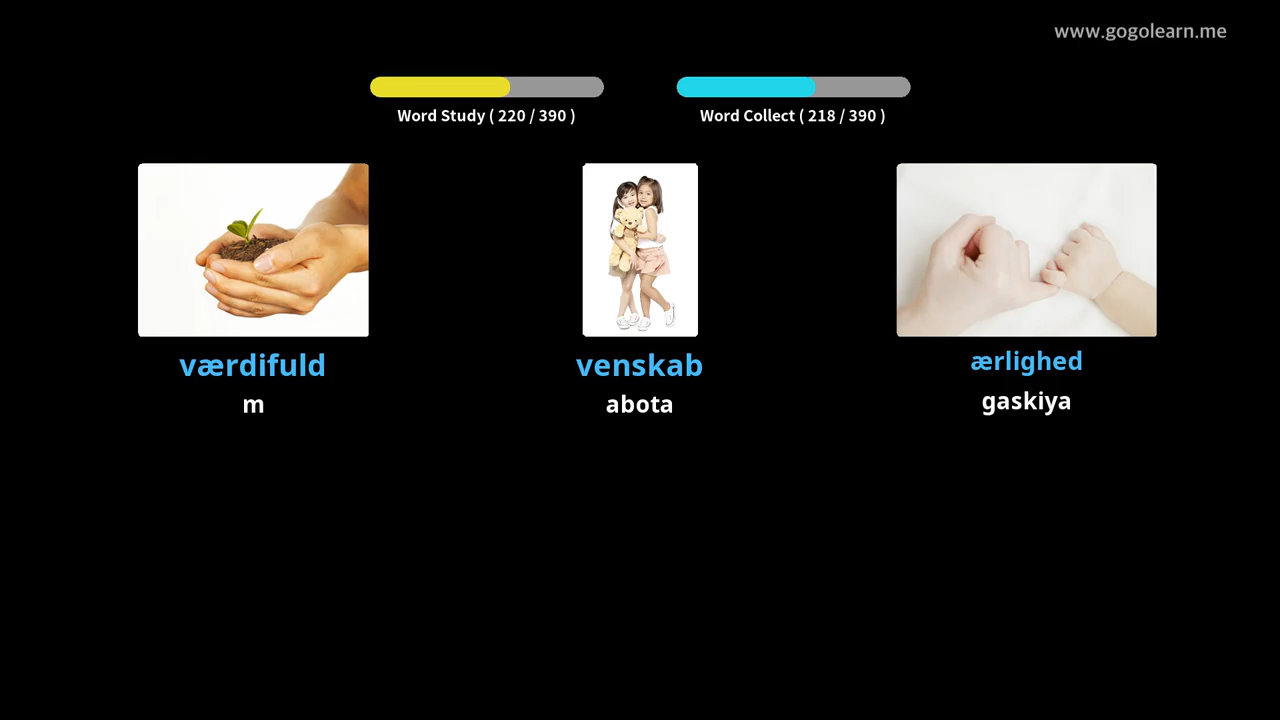 www.gogolearn.me
Word Study ( 220 / 390 )
Word Collect ( 218 / 390 )
værdifuld
venskab
ærlighed
m
abota
gaskiya